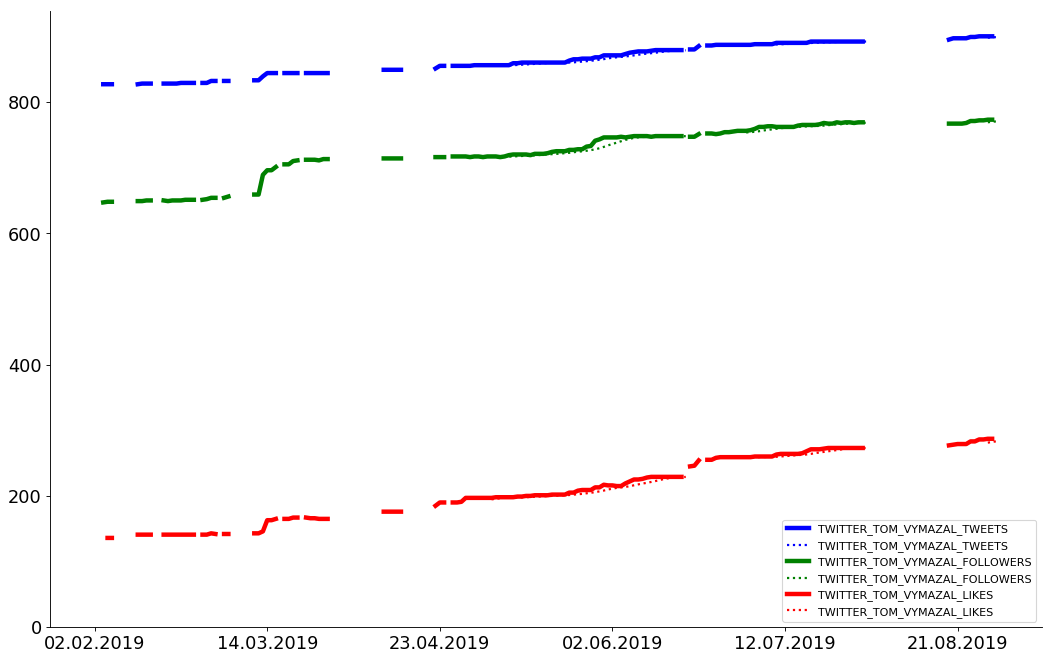 800
600
400
200
0
02.02.2019 14.03.2019 23.04.2019 02.06.2019 12.07.2019 21.08.2019
TWITTER_TOM_VYMAZAL_TWEETS
TWITTER_TOM_VYMAZAL_TWEETS
TWITTER_TOM_VYMAZAL_FOLLOWERS
TWITTER_TOM_VYMAZAL_FOLLOWERS
TWITTER_TOM_VYMAZAL_LIKES
TWITTER_TOM_VYMAZAL_LIKES